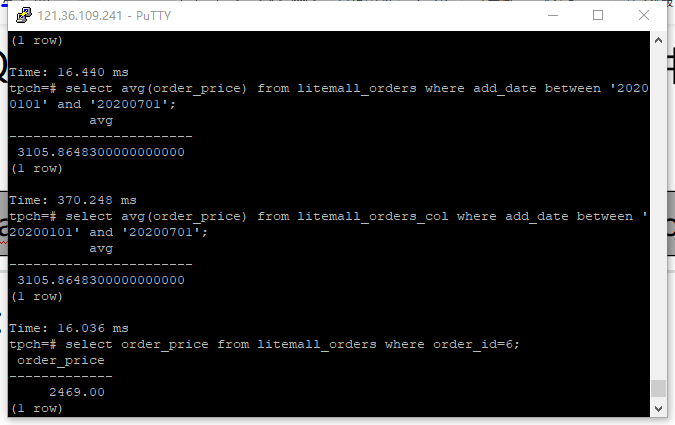 121.36.109.241 - PuTTY
(1 row)
Time: 16.440 ms
tpch=# select avg(order_price) from litemall_orders where add_date between '2020
0101' and '20200701';
avg
------------------------
3105.8648300000000000
(1 row)
Time: 370.248 ms
tpch=# select avg(order_price) from litemall_orders_col where add_date between '
20200101' and '20200701';
avg
------------------------
3105.8648300000000000
(1 row)
Time: 16.036 ms
tpch=# select order_price from litemall_orders where order_id=6;
order_price
-------------
2469.00
(1 row)